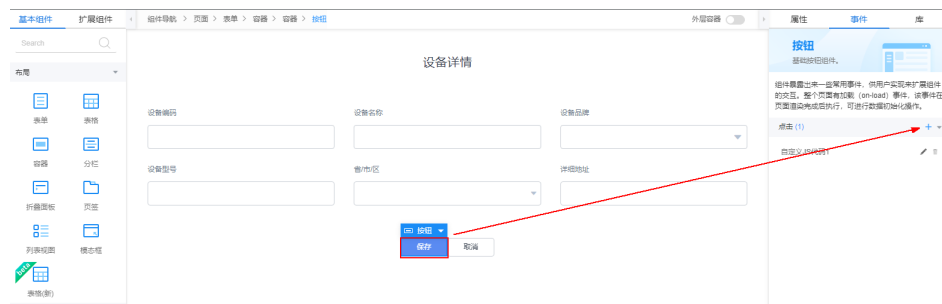 基本组件 扩展组件
Search
布局
表单 表格
容器 分栏
折叠面板 页签
列表视图 模态框
beta
表格(新)
组件导航 > 页面 > 表单 > 容器 > 容器 > 按钮 外层容器
设备详情
设备编码 设备名称 设备品牌
设备型号 省/市/区 详细地址
按钮
保存 取消
属性 事件 库
按钮
基础按钮组件。
组件暴露出来一些常用事件，供用户实现来扩展组件
的交互。整个页面有加载（on-load）事件，该事件在
页面渲染完成后执行，可进行数据初始化操作。
点击 (1)
自定义JS代码1